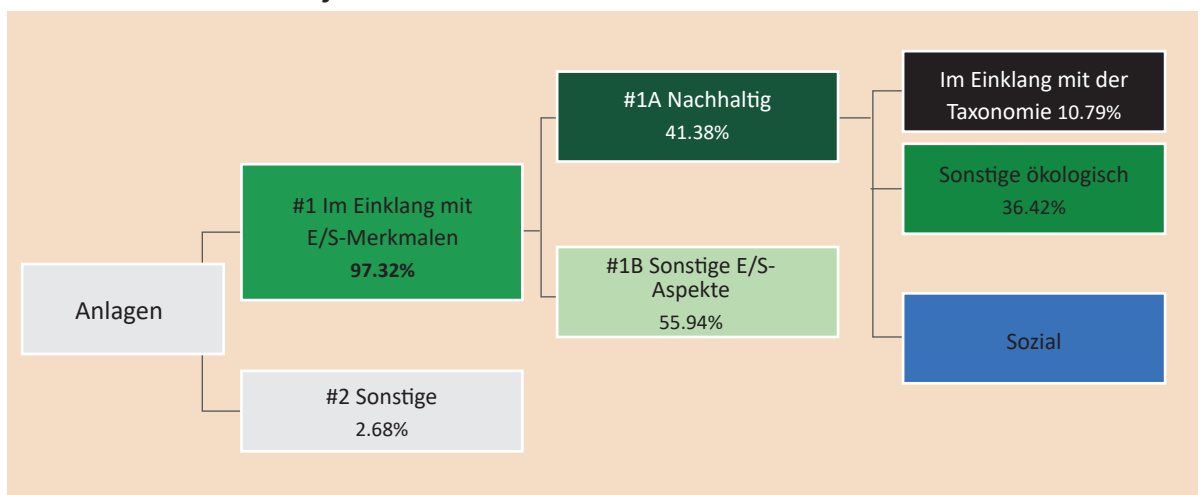 Anlagen
#1 Im Einklang mit
E/S-Merkmalen
97.32%
#2 Sonstige
2.68%
#1A Nachhaltig
41.38%
#1B Sonstige E/S-
Aspekte
55.94%
Im Einklang mit der
Taxonomie 10.79%
Sonstige ökologisch
36.42%
Sozial